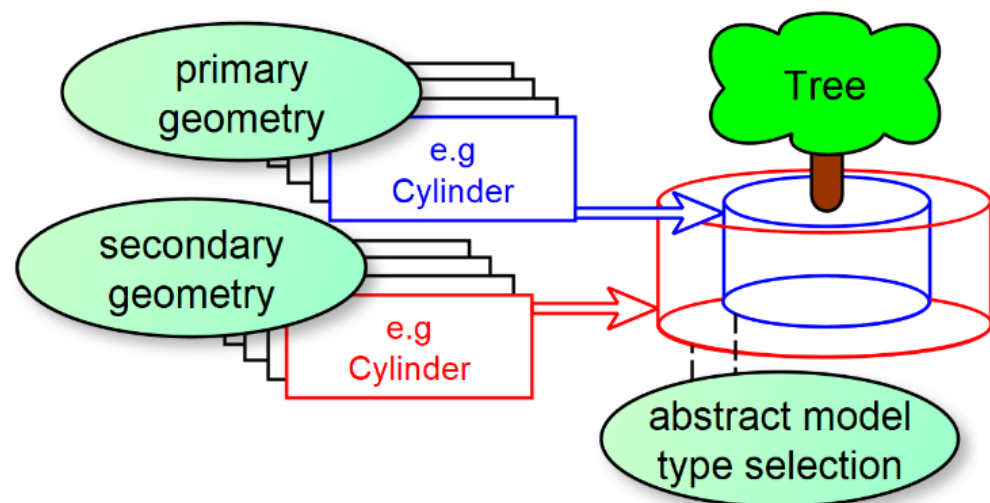 primary
geometry
e.g
Cylinder
Tree
secondary
geometry
e.g
Cylinder
abstract model
type selection